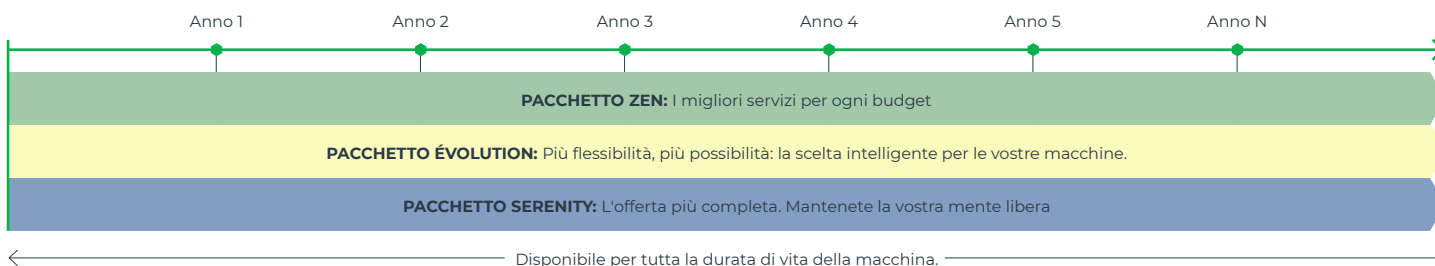 Anno 1 Anno 2 Anno 3 Anno 4 Anno 5 Anno N
PACCHETTO ZEN: I migliori servizi per ogni budget
PACCHETTO ÉVOLUTION: Più flessibilità, più possibilità: la scelta intelligente per le vostre macchine.
PACCHETTO SERENITY: L'offerta più completa. Mantenete la vostra mente libera
Disponibile per tutta la durata di vita della macchina.